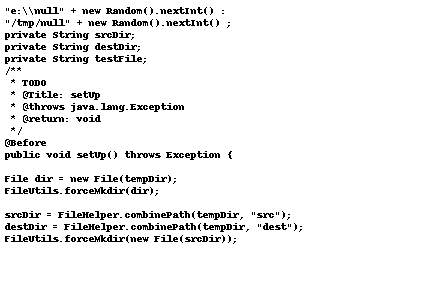 "e:\\null" + new Random().nextInt() :
"/tmp/null" + new Random().nextInt() ;
private String srcDir;
private String destDir;
private String testFile;
/**
* TODO
* @Title: setUp
* @throws java.lang.Exception
* @return: void
*/
@Before
public void setUp() throws Exception {
File dir = new File(tempDir);
FileUtils.forceMkdir(dir);
srcDir = FileHelper.combinePath(tempDir, "src");
destDir = FileHelper.combinePath(tempDir, "dest");
FileUtils.forceMkdir(new File(srcDir));